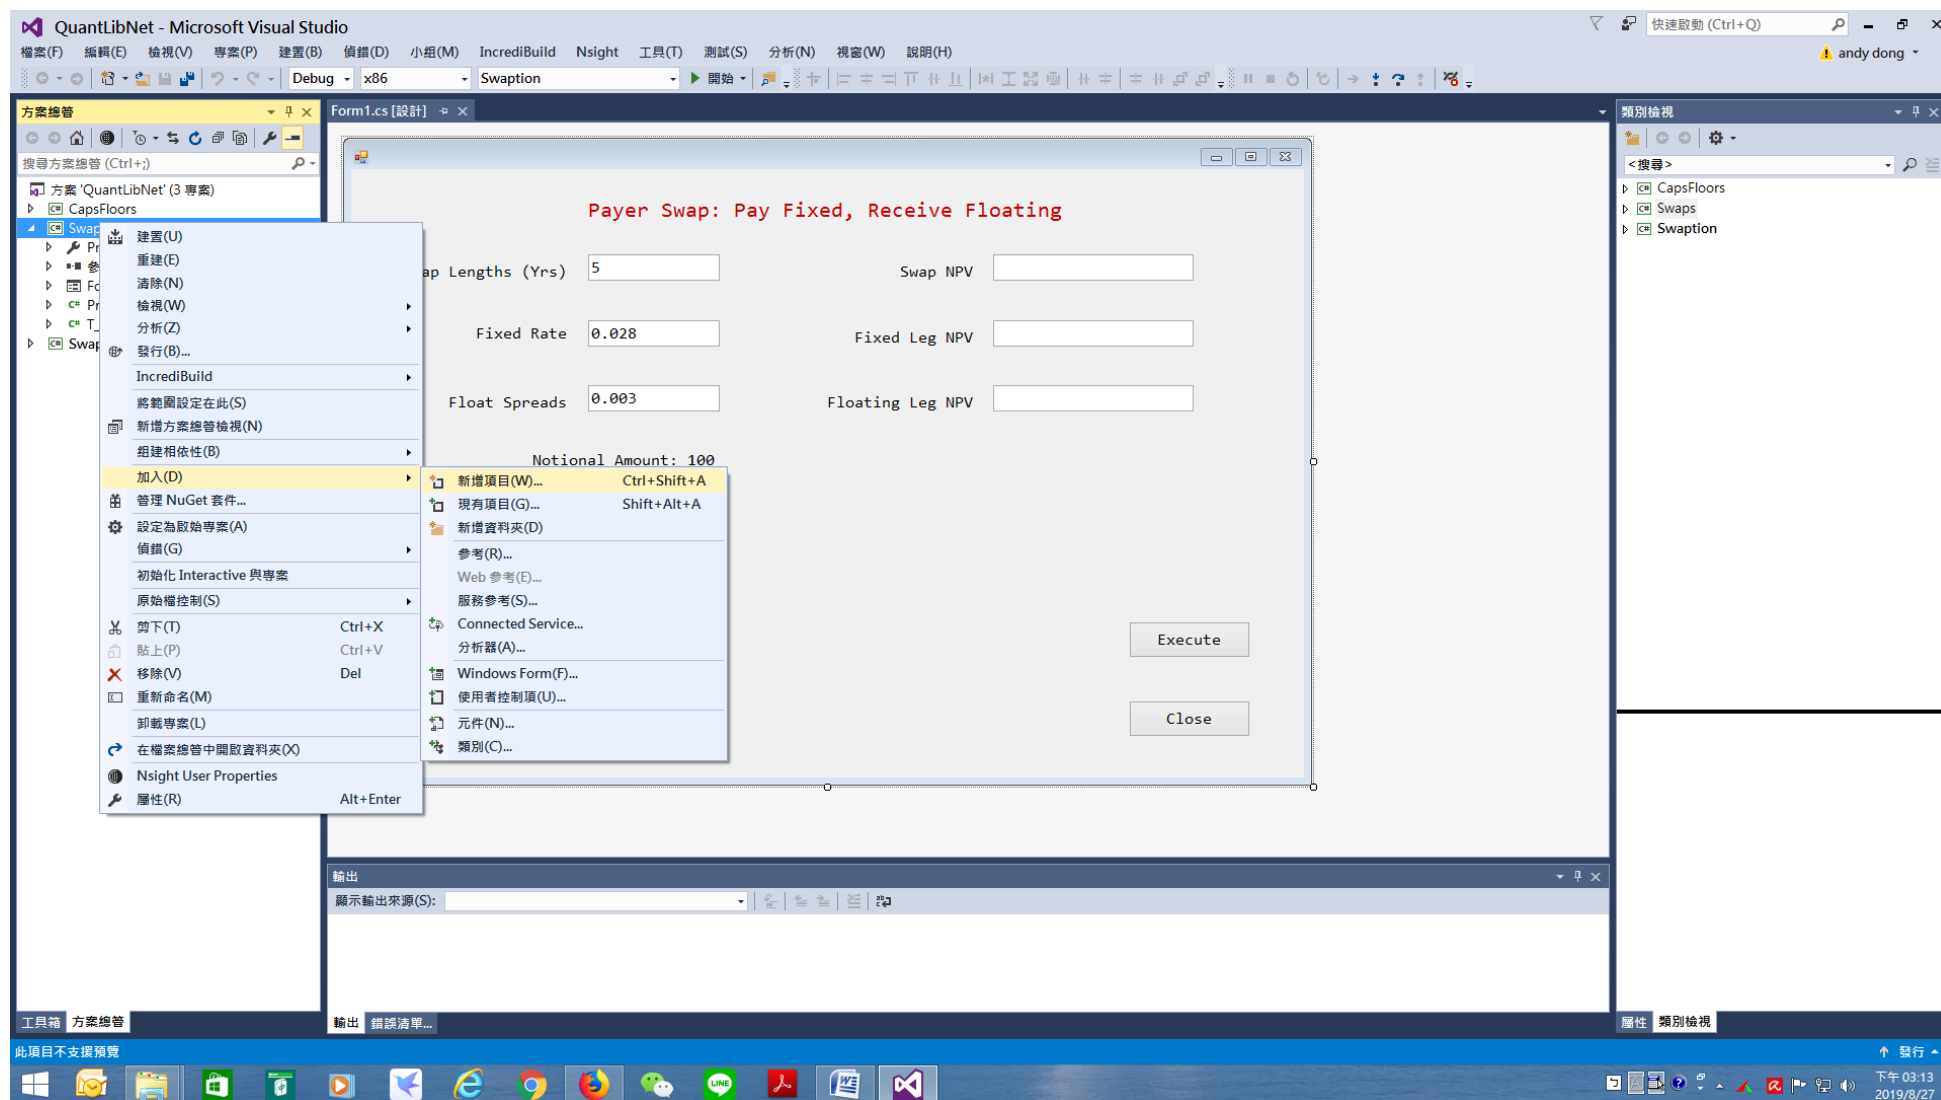 QuantLibNet - Microsoft Visual Studio
快速啟動 (Ctrl+Q)
檔案(F) 編輯(E) 檢視(V) 專案(P) 建置(B) 偵錯(D) 小組(M) IncrediBuild Nsight 工具(T) 測試(S) 分析(N) 視窗(W) 說明(H)
andy dong
Debug x86 Swaption 開始
方案總管
Form1.cs [設計]
類別檢視
搜尋方案總管 (Ctrl+;)
<搜尋>
方案 'QuantLibNet' (3 專案)
CapsFloors
Swap
Pr
參
Fo
Pr
T_
Swap
CapsFloors
Swaps
Swaption
建置(U)
重建(E)
清除(N)
檢視(W)
分析(Z)
發行(B)...
IncrediBuild
將範圍設定在此(S)
新增方案總管檢視(N)
組建相依性(B)
加入(D)
管理 NuGet 套件...
設定為啟始專案(A)
偵錯(G)
初始化 Interactive 與專案
原始檔控制(S)
剪下(T) Ctrl+X
貼上(P) Ctrl+V
移除(V) Del
重新命名(M)
卸載專案(L)
在檔案總管中開啟資料夾(X)
Nsight User Properties
屬性(R) Alt+Enter
新增項目(W)... Ctrl+Shift+A
現有項目(G)... Shift+Alt+A
新增資料夾(D)
參考(R)...
Web 參考(E)...
服務參考(S)...
Connected Service...
分析器(A)...
Windows Form(F)...
使用者控制項(U)...
元件(N)...
類別(C)...
Payer Swap: Pay Fixed, Receive Floating
ap Lengths (Yrs) 5 Swap NPV
Fixed Rate 0.028 Fixed Leg NPV
Float Spreads 0.003 Floating Leg NPV
Notional Amount: 100
Execute
Close
輸出
顯示輸出來源(S):
工具箱 方案總管
輸出 錯誤清單...
屬性 類別檢視
此項目不支援預覽
發行
LINE
下午 03:13
2019/8/27